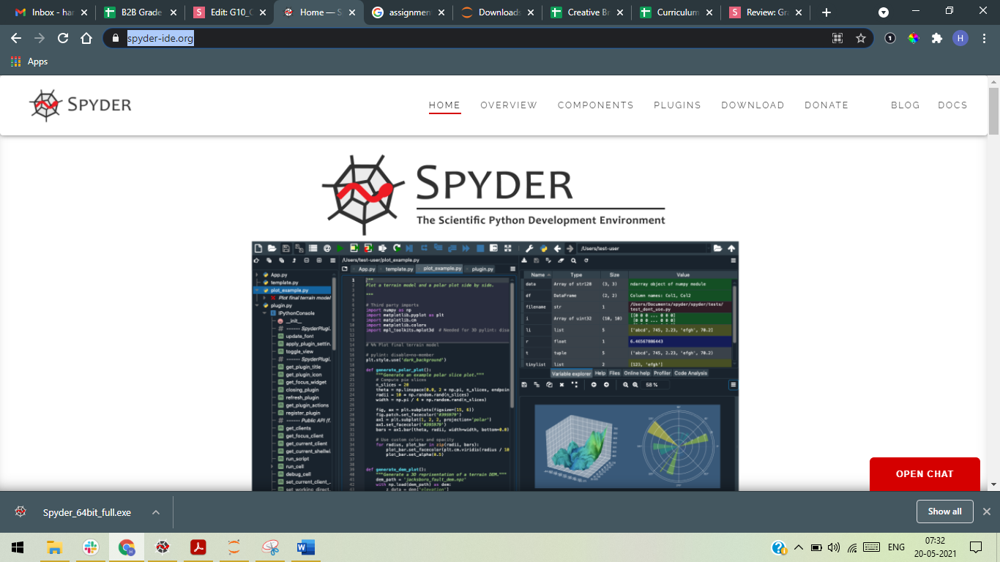 Inbox - har
B2B Grade
Edit: G10_C
Home — S
assignmen
Downloads
Creative Br
Curriculum
Review: Gra
spyder-ide.org
1
H
Apps
SPYDER
HOME
OVERVIEW
COMPONENTS
PLUGINS
DOWNLOAD
DONATE
BLOG
DOCS
SPYDER
The Scientific Python Development Environment
/Users/test-user
/Users/test-user/plot_example.py
App.py
template.py
plot_example.py
plugin.py
App.py
template.py
plot_example.py
Plot final terrain model
plugin.py
IPythonConsole
__init__
# ------ SpyderPlugi.
update_font
apply_plugin_settin.
toggle_view
# ------ SpyderPlugi.
get_plugin_title
get_plugin_icon
get_focus_widget
closing_plugin
refresh_plugin
get_plugin_actions
register_plugin
# ------ Public API (f.
get_clients
get_focus_client
get_current_client
get_current_shellwi
run_script
run_cell
debug_cell
set_current_client_.
set_working_direct.
"""
Plot a terrain model and a polar plot side by side.
"""
# Third party imports
import numpy as np
import matplotlib.pyplot as plt
import matplotlib.cm
import matplotlib.colors
import mpl_toolkits.mplot3d # Needed for 3D pylint: disa
# %% Plot final terrain model
# pylint: disable=no-member
plt.style.use('dark_background')
def generate_polar_plot():
"""Generate an example polar slice plot."""
# Compute pie slices
n_slices = 20
theta = np.linspace(0.0, 2 * np.pi, n_slices, endpoin
radii = 10 * np.random.rand(n_slices)
width = np.pi / 4 * np.random.rand(n_slices)
fig, ax = plt.subplots(figsize=(15, 6))
fig.patch.set_facecolor('#395979')
ax1 = plt.subplot(1, 2, 2, projection='polar')
ax1.set_facecolor('#395979')
bars = ax1.bar(theta, radii, width=width, bottom=0.0)
# Use custom colors and opacity
for radius, plot_bar in zip(radii, bars):
plot_bar.set_facecolor(plt.cm.viridis(radius / 10
plot_bar.set_alpha(0.5)
def generate_dem_plot():
"""Generate a 3D representation of a terrain DEM."""
dem_path = 'jacksboro_fault_dem.npz'
with np.load(dem_path) as dem:
z_data = dem['elevation']
Name Type Size Value
data Array of str128 (3, 3) ndarray object of numpy module
df DataFrame (2, 2) Column names: Col1, Col2
filename str 1 /Users/Documents/spyder/spyder/tests/
test_dont_use.py
i Array of uint32 (10, 10) [[0 0 0 ... 0 0 0]
[0 0 0 ... 0 0 0]
li list 5 ['abcd', 745, 2.23, 'efgh', 70.2]
r float 1 6.46567886443
t tuple 5 ('abcd', 745, 2.23, 'efgh', 70.2)
tinylist list 2 [123, 'efgh']
Variable explorer Help Files Online help Profiler Code Analysis
58 %
OPEN CHAT
Spyder_64bit_full.exe
Show all
ENG
07:32
20-05-2021